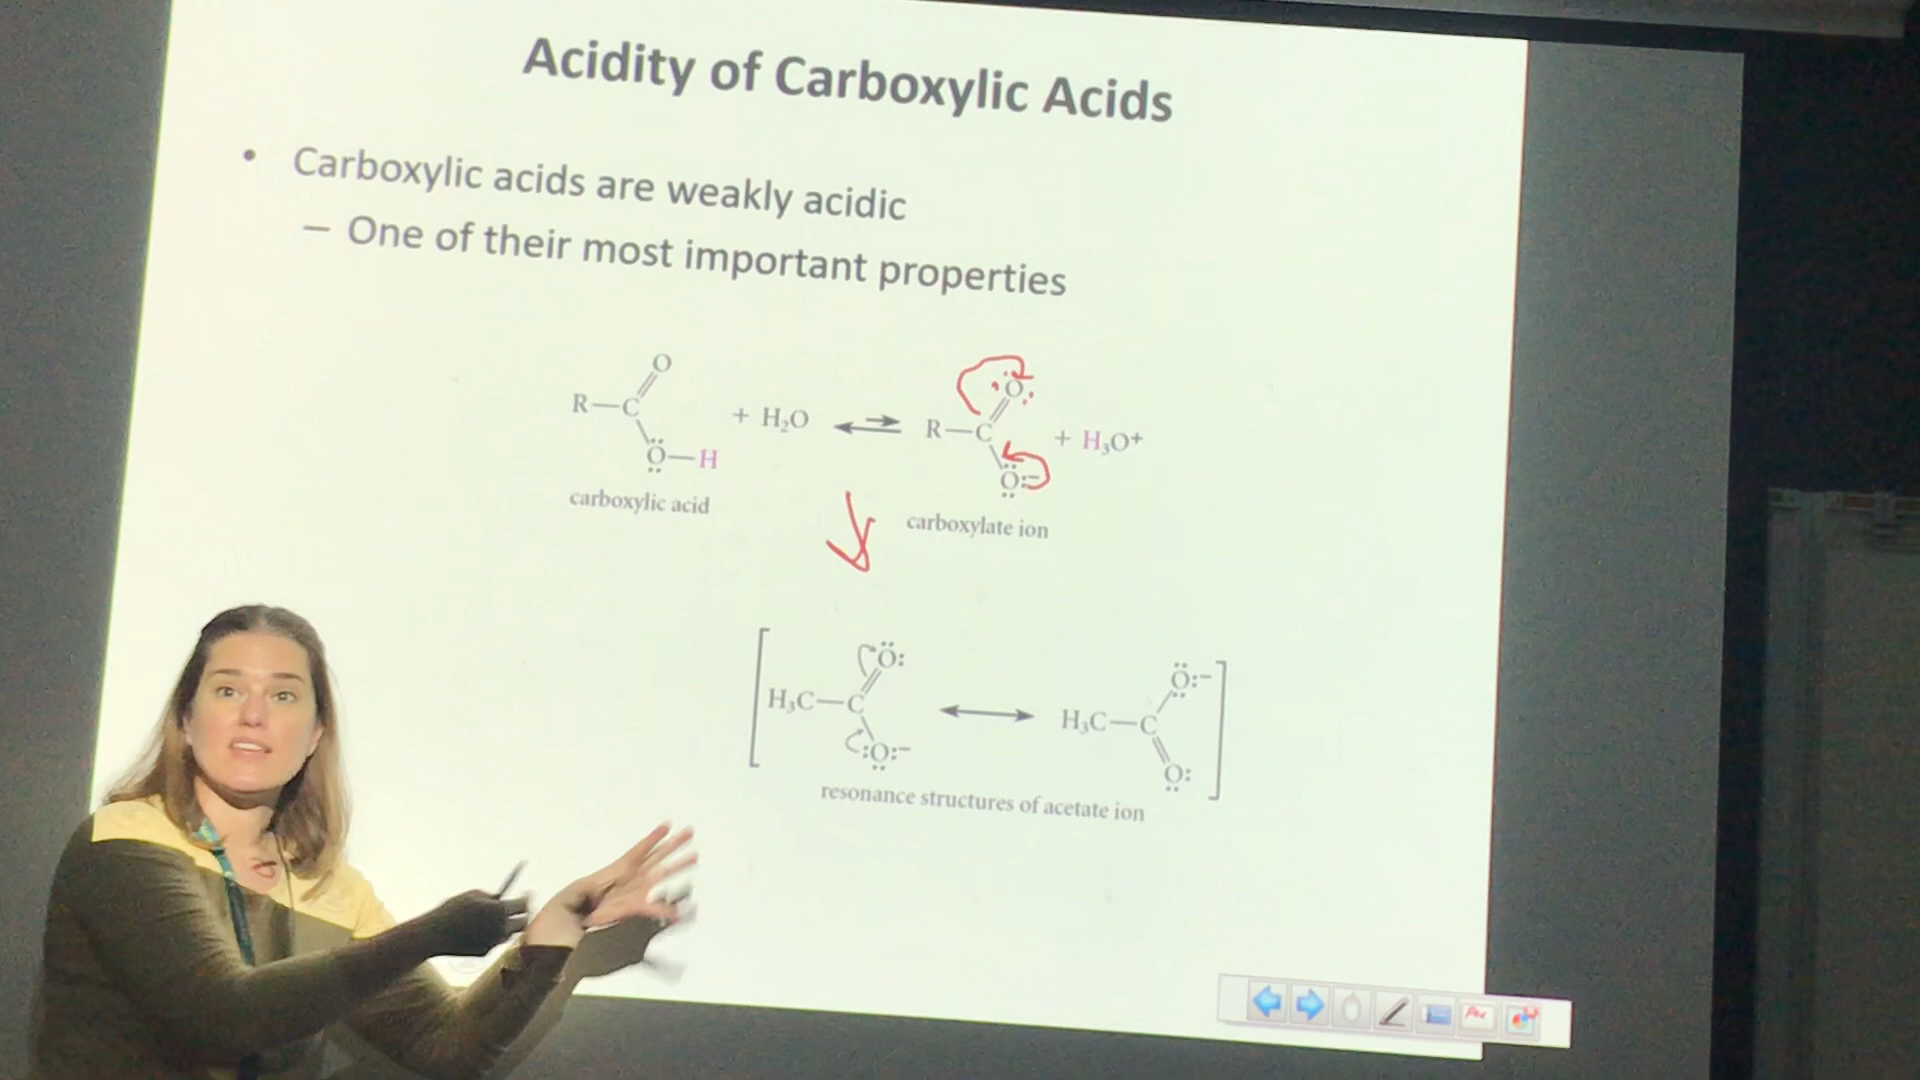 Acidity of Carboxylic Acids
• Carboxylic acids are weakly acidic
– One of their most important properties
O
R—C + H₂O ⇌ R—C + H₃O⁺
O—H
O
O:⁻
carboxylic acid
carboxylate ion
O:
H₃C—C ↔ H₃C—C
:O:⁻
O:⁻
O:
resonance structures of acetate ion